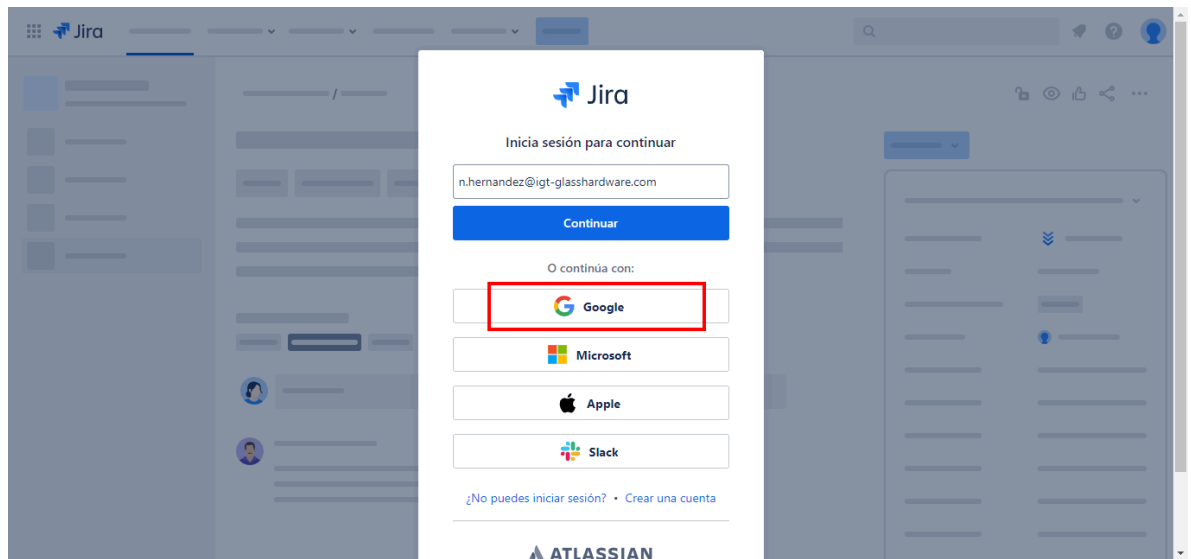 Jira
/
Jira
Inicia sesión para continuar
n.hernandez@igt-glasshardware.com
Continuar
O continúa con:
Google
Microsoft
Apple
Slack
¿No puedes iniciar sesión? • Crear una cuenta
ATLASSIAN